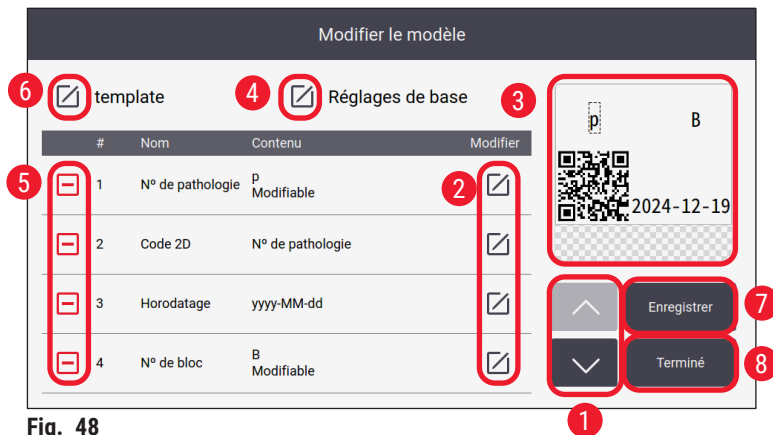 Modifier le modèle
6 template 4 Réglages de base 3
p B
# Nom Contenu Modifier
5 1 Nº de pathologie p
Modifiable 2
2 Code 2D Nº de pathologie
2024-12-19
3 Horodatage yyyy-MM-dd
Enregistrer 7
4 Nº de bloc B
Modifiable
Terminé 8
1
Fig. 48